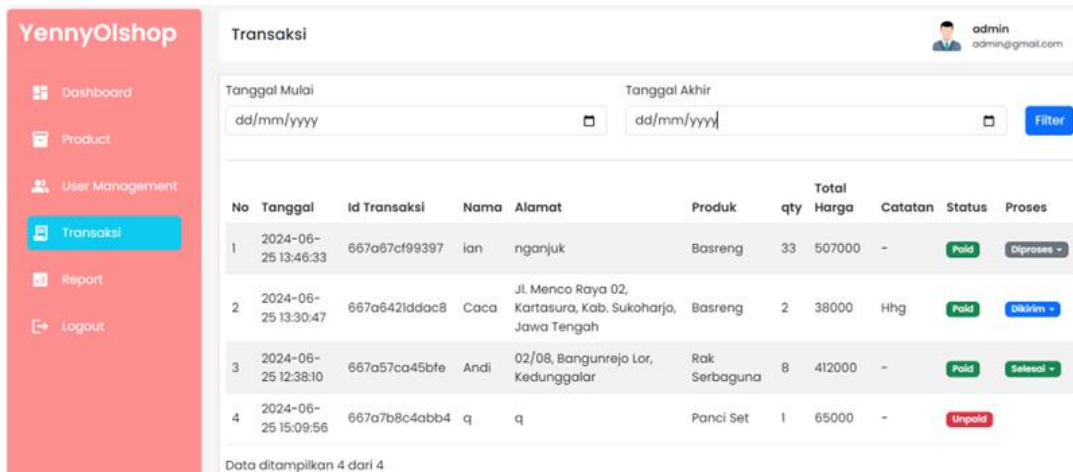 YennyOlshop
Dashboard
Product
User Management
Transaksi
Report
Logout
Transaksi
admin
admin@gmail.com
Tanggal Mulai
Tanggal Akhir
dd/mm/yyyy
dd/mm/yyyy
Filter
No Tanggal Id Transaksi Nama Alamat Produk qty Total Harga Catatan Status Proses
1 2024-06-25 13:46:33 667a67cf99397 ian nganjuk Basreng 33 507000 - Paid Diproses
2 2024-06-25 13:30:47 667a6421ddac8 Caca Jl. Menco Raya 02, Kartasura, Kab. Sukoharjo, Jawa Tengah Basreng 2 38000 Hhg Paid Dikirim
3 2024-06-25 12:38:10 667a57ca45bfe Andi 02/08, Bangunrejo Lor, Kedunggalar Rak Serbaguna 8 412000 - Paid Selesai
4 2024-06-25 15:09:56 667a7b8c4abb4 q q Panci Set 1 65000 - Unpaid
Data ditampilkan 4 dari 4